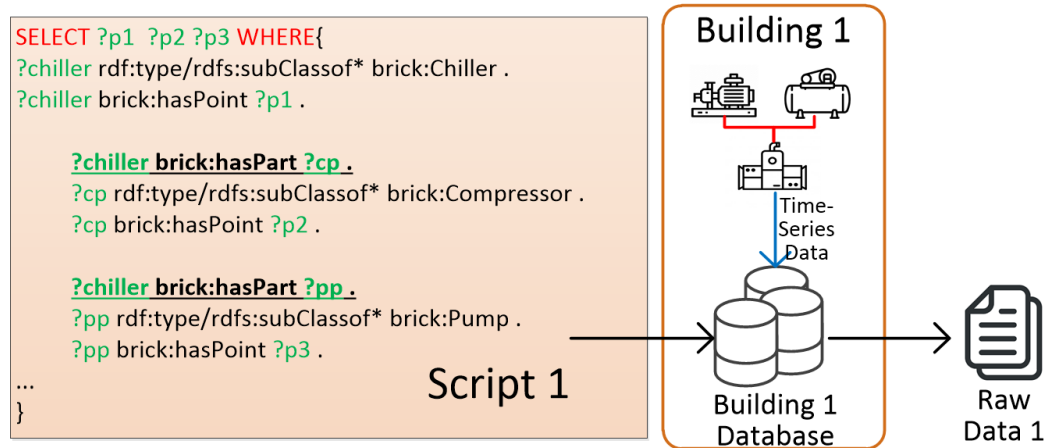 SELECT ?p1 ?p2 ?p3 WHERE{
?chiller rdf:type/rdfs:subClassof* brick:Chiller .
?chiller brick:hasPoint ?p1 .
?chiller brick:hasPart ?cp .
?cp rdf:type/rdfs:subClassof* brick:Compressor .
?cp brick:hasPoint ?p2 .
?chiller brick:hasPart ?pp .
?pp rdf:type/rdfs:subClassof* brick:Pump .
?pp brick:hasPoint ?p3 .
...
}
Script 1
Building 1
Time-
Series
Data
Building 1
Database
Raw
Data 1